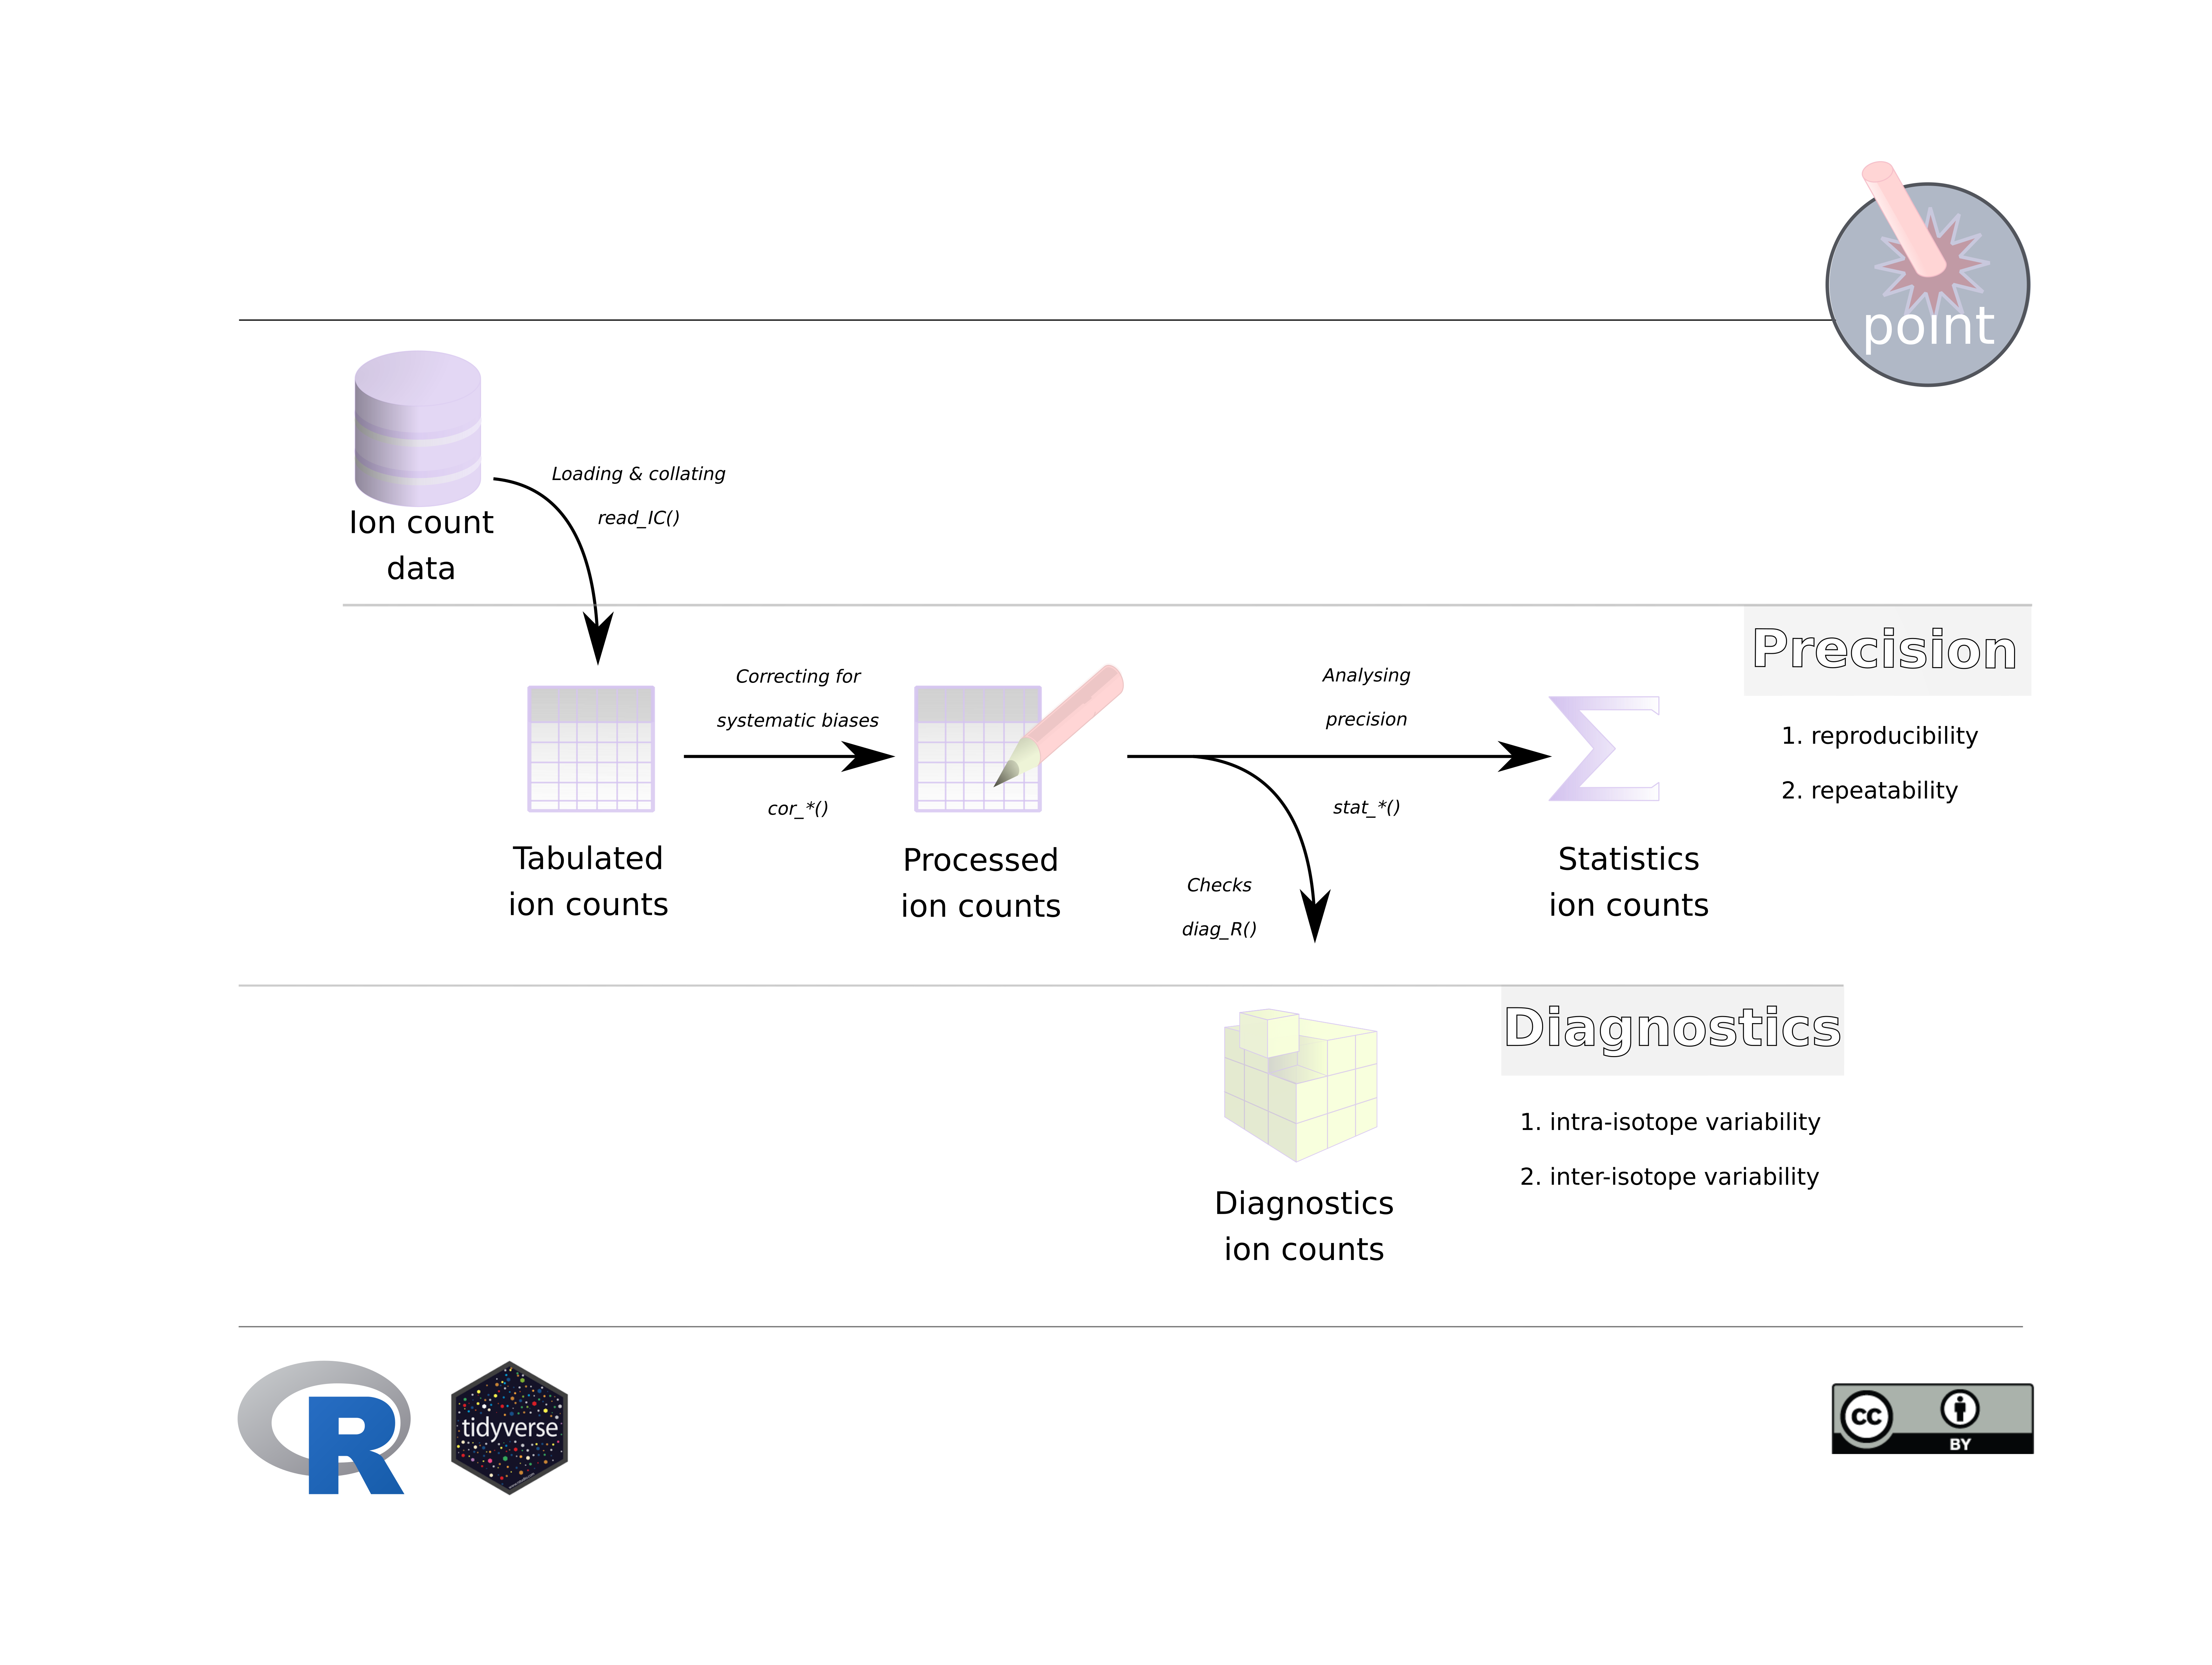 point
Ion count
data
Loading & collating
read_IC()
Precision
1. reproducibility
2. repeatability
Correcting for
systematic biases
cor_*()
Analysing
precision
stat_*()
Tabulated
ion counts
Processed
ion counts
Checks
diag_R()
Statistics
ion counts
Diagnostics
1. intra-isotope variability
2. inter-isotope variability
Diagnostics
ion counts
R
tidyverse
cc
BY